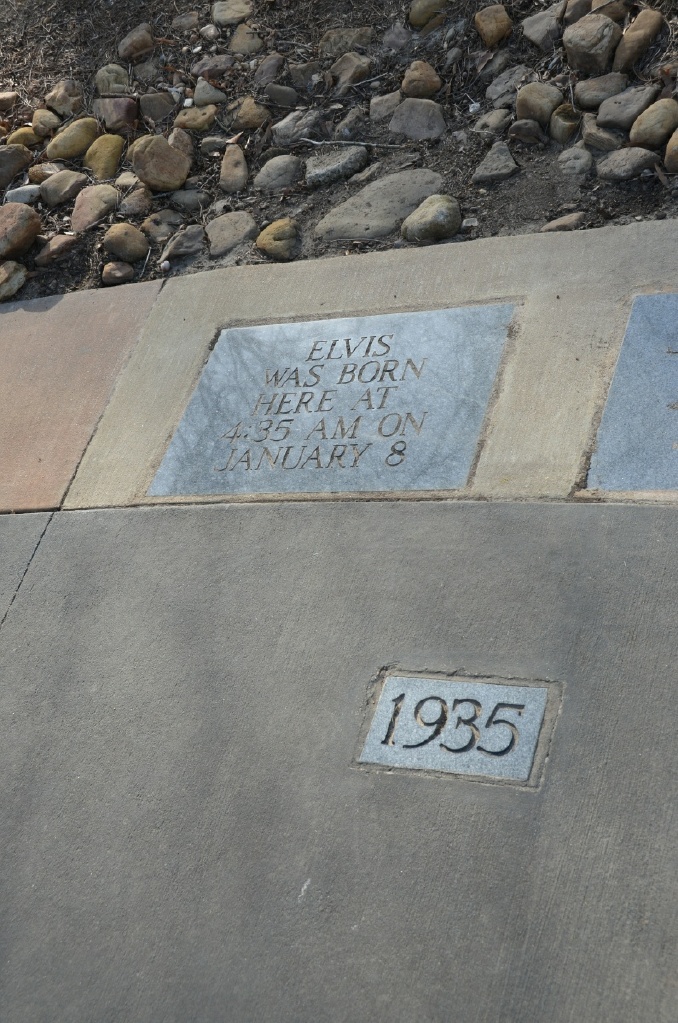 ELVIS
WAS BORN
HERE AT
4:35 AM ON
JANUARY 8
1935